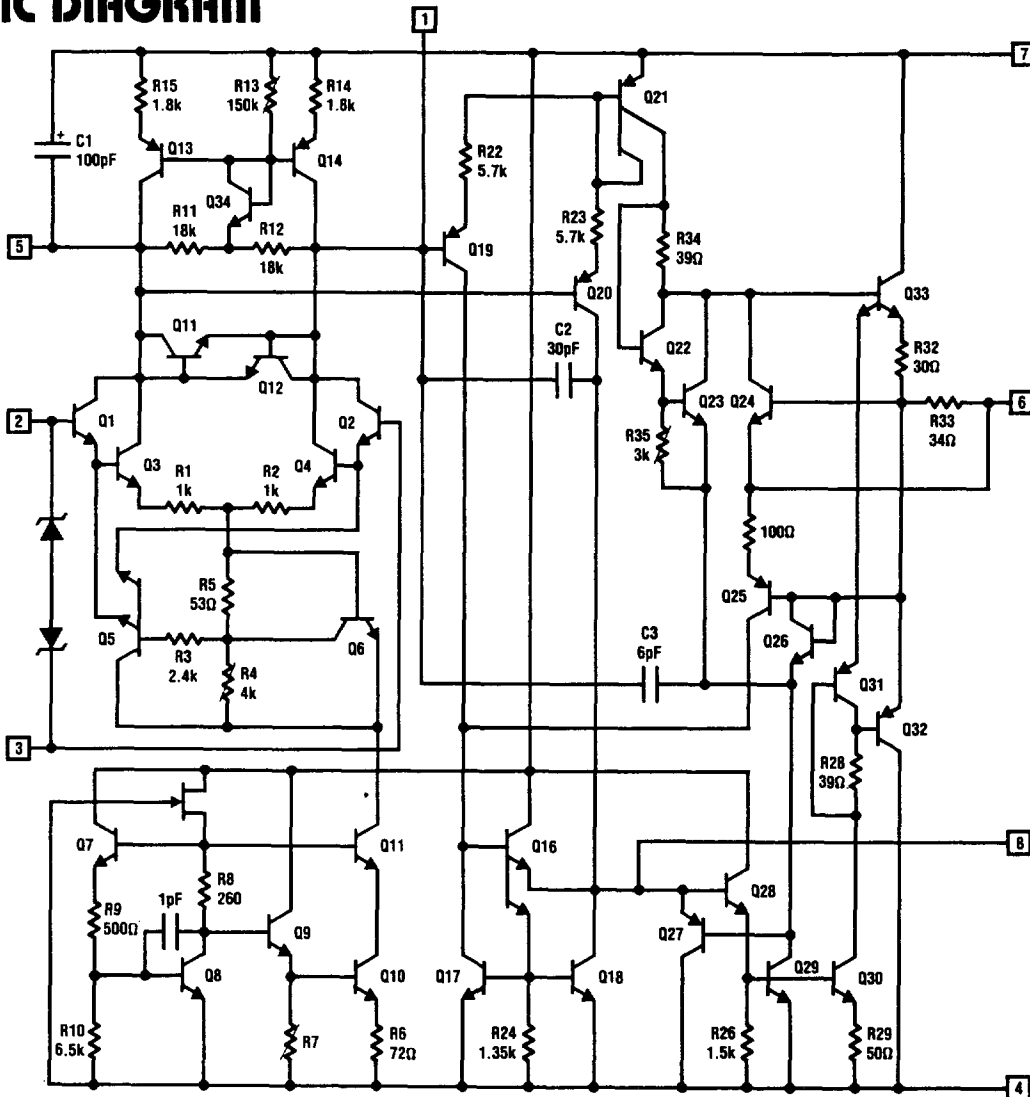 IC DIAGRAM
1
7
R15
1.8k
R13
150k
R14
1.8k
Q21
C1
100pF
+
Q13
Q14
R22
5.7k
Q34
R11
18k
R12
18k
R23
5.7k
R34
39Ω
5
Q19
Q20
Q33
Q11
Q12
C2
30pF
Q22
R32
30Ω
2
Q1
Q2
Q23
Q24
R33
34Ω
6
Q3
Q4
R35
3k
R1
1k
R2
1k
100Ω
R5
53Ω
Q25
Q5
Q6
Q26
R3
2.4k
C3
6pF
R4
4k
Q31
Q32
3
R28
39Ω
Q7
Q11
Q16
8
R8
260
1pF
Q28
R9
500Ω
Q9
Q27
Q8
Q10
Q17
Q18
Q29
Q30
R10
6.5k
R7
R6
72Ω
R24
1.35k
R26
1.5k
R29
50Ω
4